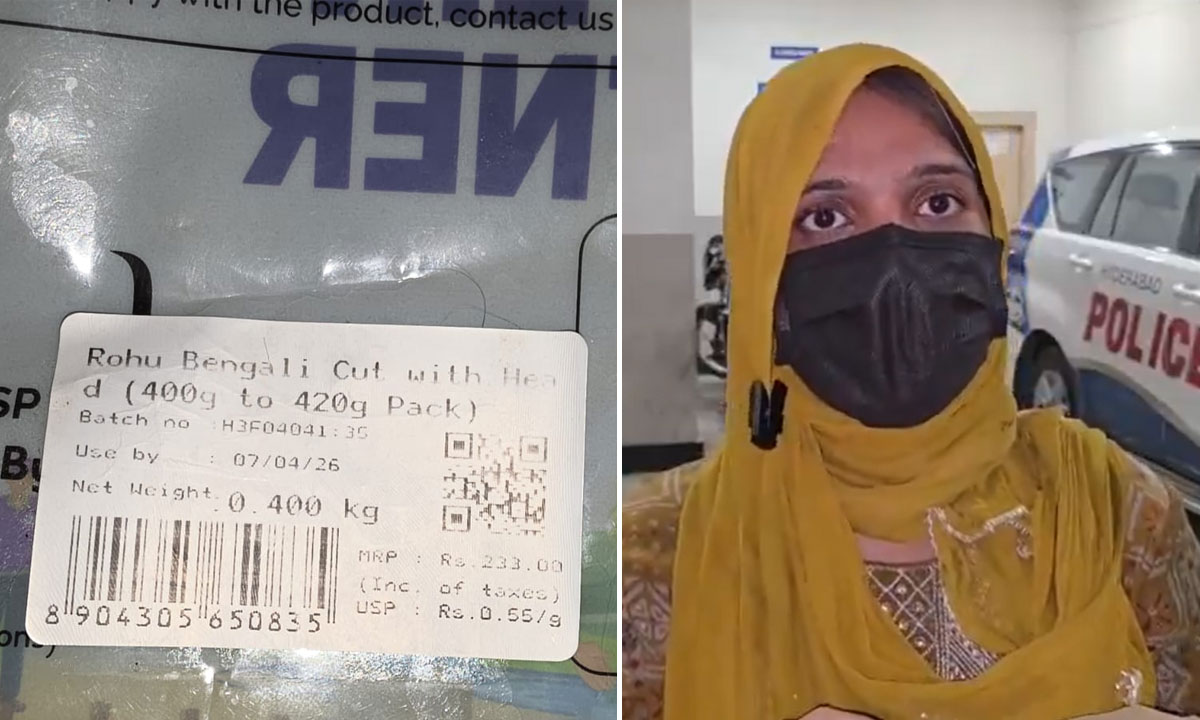 with the product, contact us
TNER
SP
By
Rohu Bengali Cut with Hea
d (400g to 420g Pack)
Batch no :H3F04041:35
Use by : 07/04/26
Net Weight. 0.400 kg
MRP : Rs.233.00
(Inc. of taxes)
USP : Rs.0.55/g
8 904305 650835
ons)
HYDERABAD
POLICE